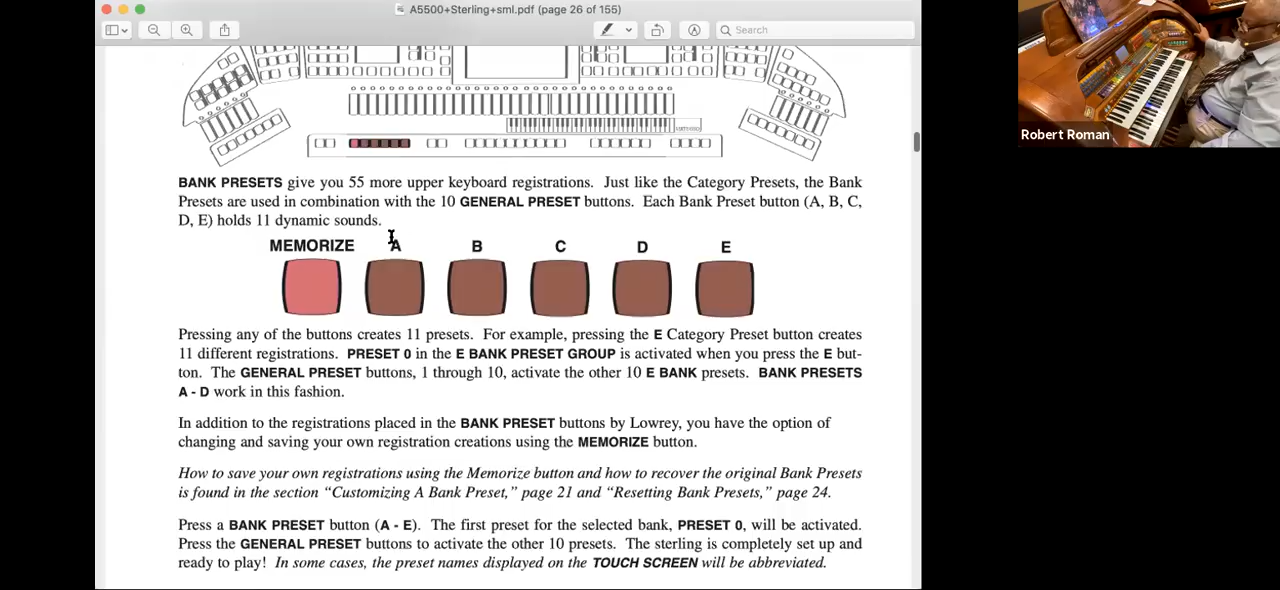 A5500+Sterling+sml.pdf (page 26 of 155)
Search
Robert Roman
BANK PRESETS give you 55 more upper keyboard registrations. Just like the Category Presets, the Bank
Presets are used in combination with the 10 GENERAL PRESET buttons. Each Bank Preset button (A, B, C,
D, E) holds 11 dynamic sounds.
MEMORIZE A B C D E
Pressing any of the buttons creates 11 presets. For example, pressing the E Category Preset button creates
11 different registrations. PRESET 0 in the E BANK PRESET GROUP is activated when you press the E but-
ton. The GENERAL PRESET buttons, 1 through 10, activate the other 10 E BANK presets. BANK PRESETS
A - D work in this fashion.
In addition to the registrations placed in the BANK PRESET buttons by Lowrey, you have the option of
changing and saving your own registration creations using the MEMORIZE button.
How to save your own registrations using the Memorize button and how to recover the original Bank Presets
is found in the section “Customizing A Bank Preset,” page 21 and “Resetting Bank Presets,” page 24.
Press a BANK PRESET button (A - E). The first preset for the selected bank, PRESET 0, will be activated.
Press the GENERAL PRESET buttons to activate the other 10 presets. The sterling is completely set up and
ready to play! In some cases, the preset names displayed on the TOUCH SCREEN will be abbreviated.